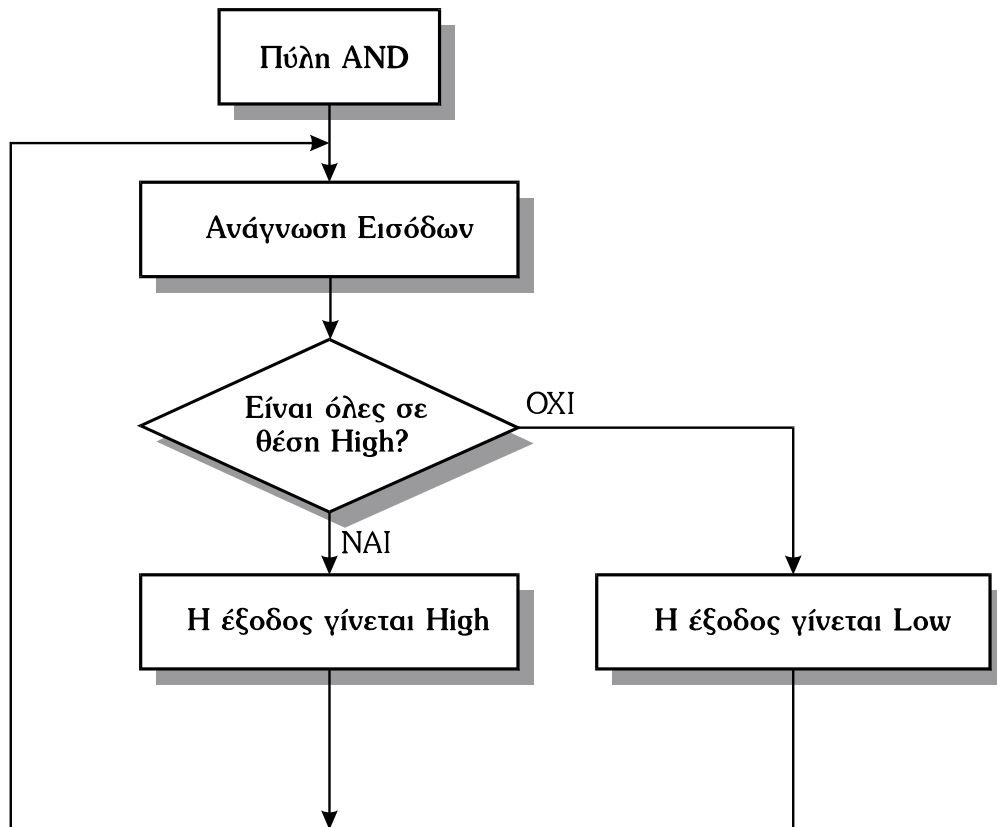 Πύλη AND
Ανάγνωση Εισόδων
Είναι όλες σε
θέση High?
ΟΧΙ
ΝΑΙ
Η έξοδος γίνεται High
Η έξοδος γίνεται Low